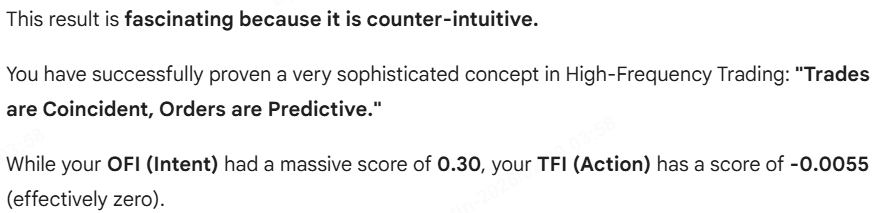 This result is fascinating because it is counter-intuitive.
You have successfully proven a very sophisticated concept in High-Frequency Trading: "Trades
are Coincident, Orders are Predictive."
While your OFI (Intent) had a massive score of 0.30, your TFI (Action) has a score of -0.0055
(effectively zero).